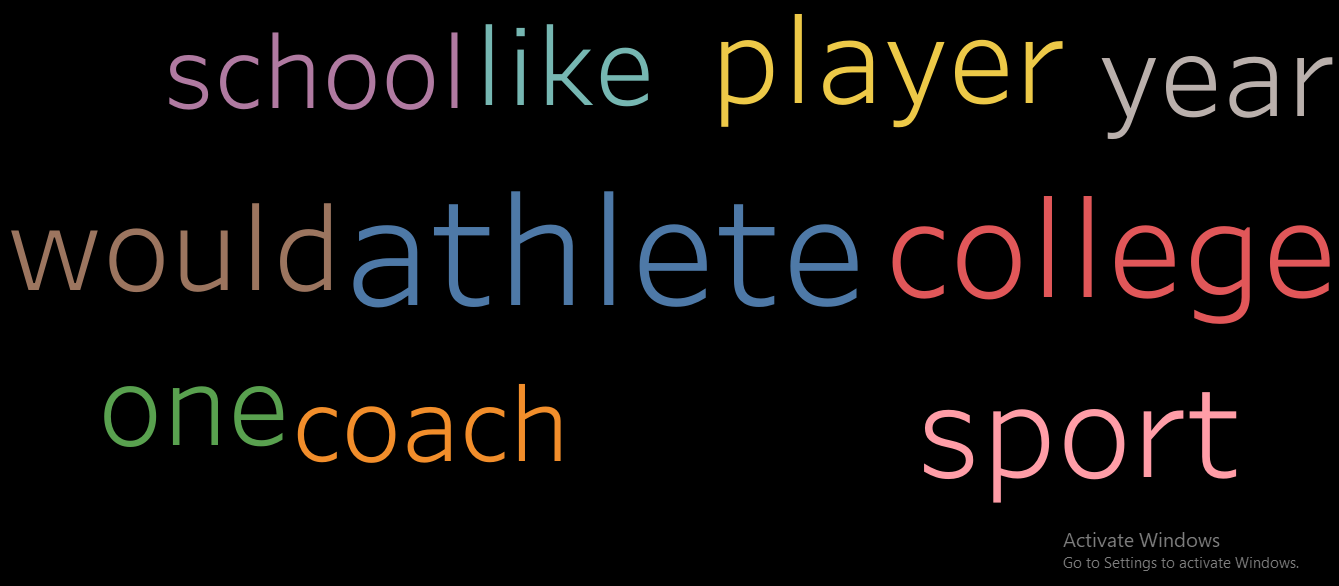 school like player year
would athlete college
one coach sport
Activate Windows
Go to Settings to activate Windows.